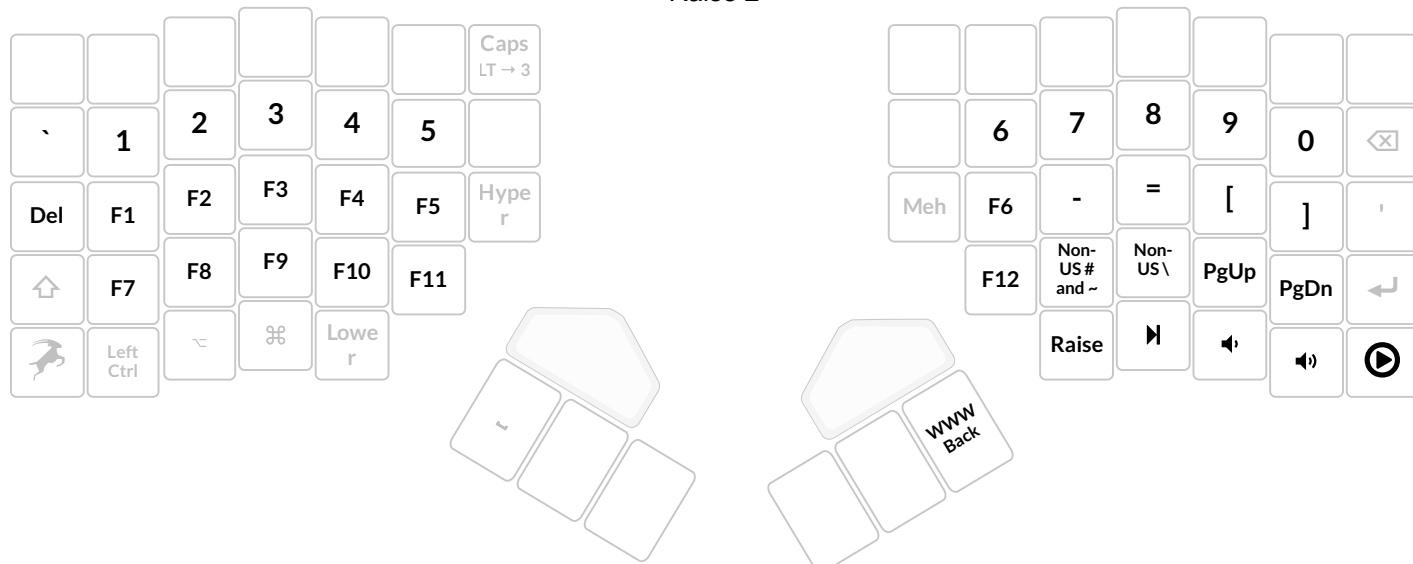 Caps
LT → 3
` 1 2 3 4 5
6 7 8 9 0
Del F1 F2 F3 F4 F5 Hype
r
Meh F6 - = [ ] '
F7 F8 F9 F10 F11
F12 Non-
US #
and ~
Non-
US \
PgUp PgDn
Left
Ctrl
Lowe
r
Raise
WWW
Back